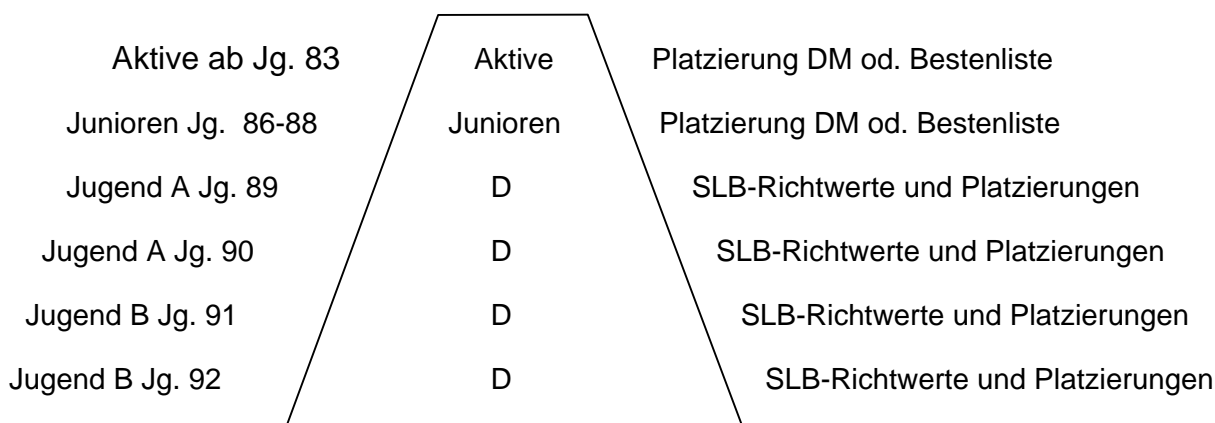 Aktive ab Jg. 83 Aktive Platzierung DM od. Bestenliste
Junioren Jg. 86-88 Junioren Platzierung DM od. Bestenliste
Jugend A Jg. 89 D SLB-Richtwerte und Platzierungen
Jugend A Jg. 90 D SLB-Richtwerte und Platzierungen
Jugend B Jg. 91 D SLB-Richtwerte und Platzierungen
Jugend B Jg. 92 D SLB-Richtwerte und Platzierungen